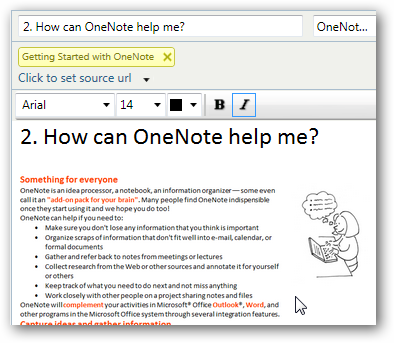 2. How can OneNote help me?
OneNot...
Getting Started with OneNote
Click to set source url
Arial
14
B
I
2. How can OneNote help me?
Something for everyone
OneNote is an idea processor, a notebook, an information organizer — some even
call it an "add-on pack for your brain". Many people find OneNote indispensible
once they start using it and we hope you do too!
OneNote can help if you need to:
• Make sure you don't lose any information that you think is important
• Organize scraps of information that don't fit well into e-mail, calendar, or
formal documents
• Gather and refer back to notes from meetings or lectures
• Collect research from the Web or other sources and annotate it for yourself
or others
• Keep track of what you need to do next and not miss anything
• Work closely with other people on a project sharing notes and files
OneNote will complement your activities in Microsoft® Office Outlook®, Word, and
other programs in the Microsoft Office system through several integration features.
Capture ideas and gather information